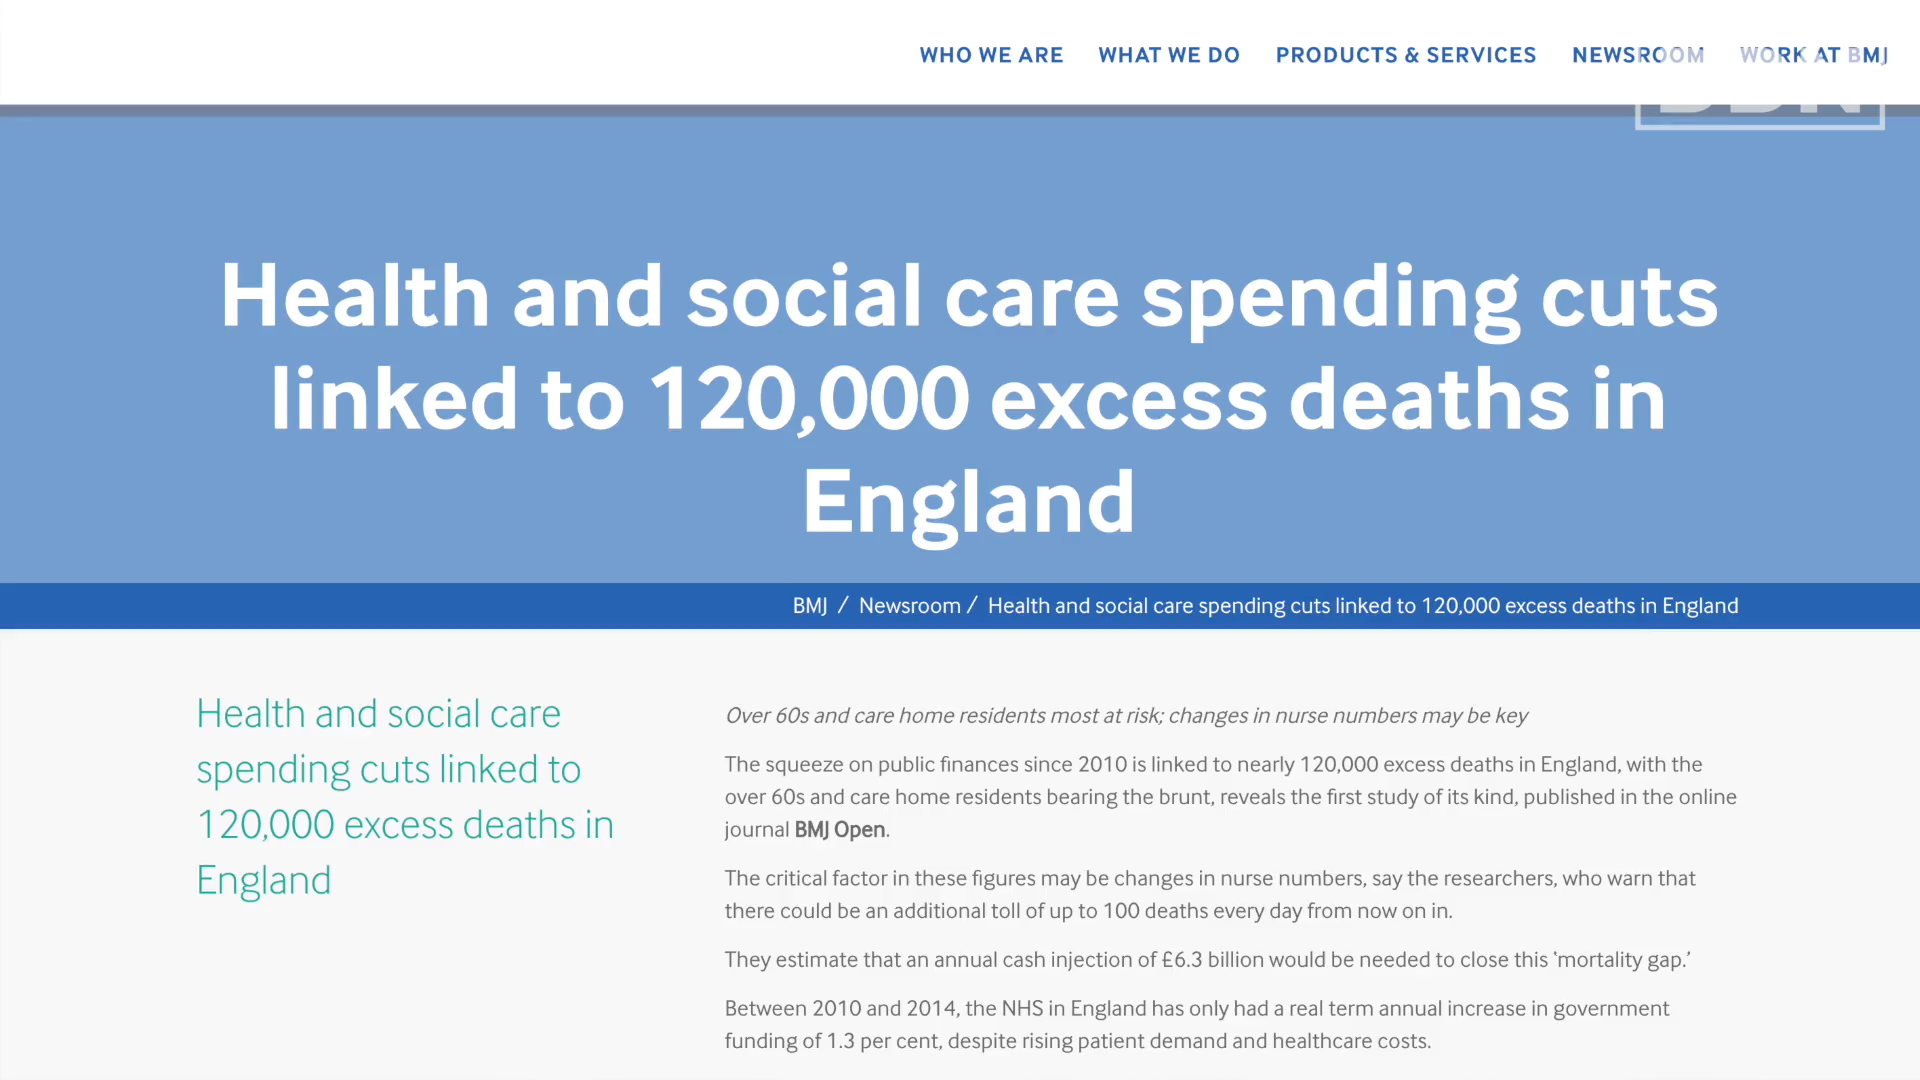 WHO WE ARE WHAT WE DO PRODUCTS & SERVICES NEWSROOM WORK AT BMJ
Health and social care spending cuts
linked to 120,000 excess deaths in
England
BMJ / Newsroom / Health and social care spending cuts linked to 120,000 excess deaths in England
Health and social care
spending cuts linked to
120,000 excess deaths in
England
Over 60s and care home residents most at risk; changes in nurse numbers may be key
The squeeze on public finances since 2010 is linked to nearly 120,000 excess deaths in England, with the
over 60s and care home residents bearing the brunt, reveals the first study of its kind, published in the online
journal BMJ Open.
The critical factor in these figures may be changes in nurse numbers, say the researchers, who warn that
there could be an additional toll of up to 100 deaths every day from now on in.
They estimate that an annual cash injection of £6.3 billion would be needed to close this ‘mortality gap.’
Between 2010 and 2014, the NHS in England has only had a real term annual increase in government
funding of 1.3 per cent, despite rising patient demand and healthcare costs.